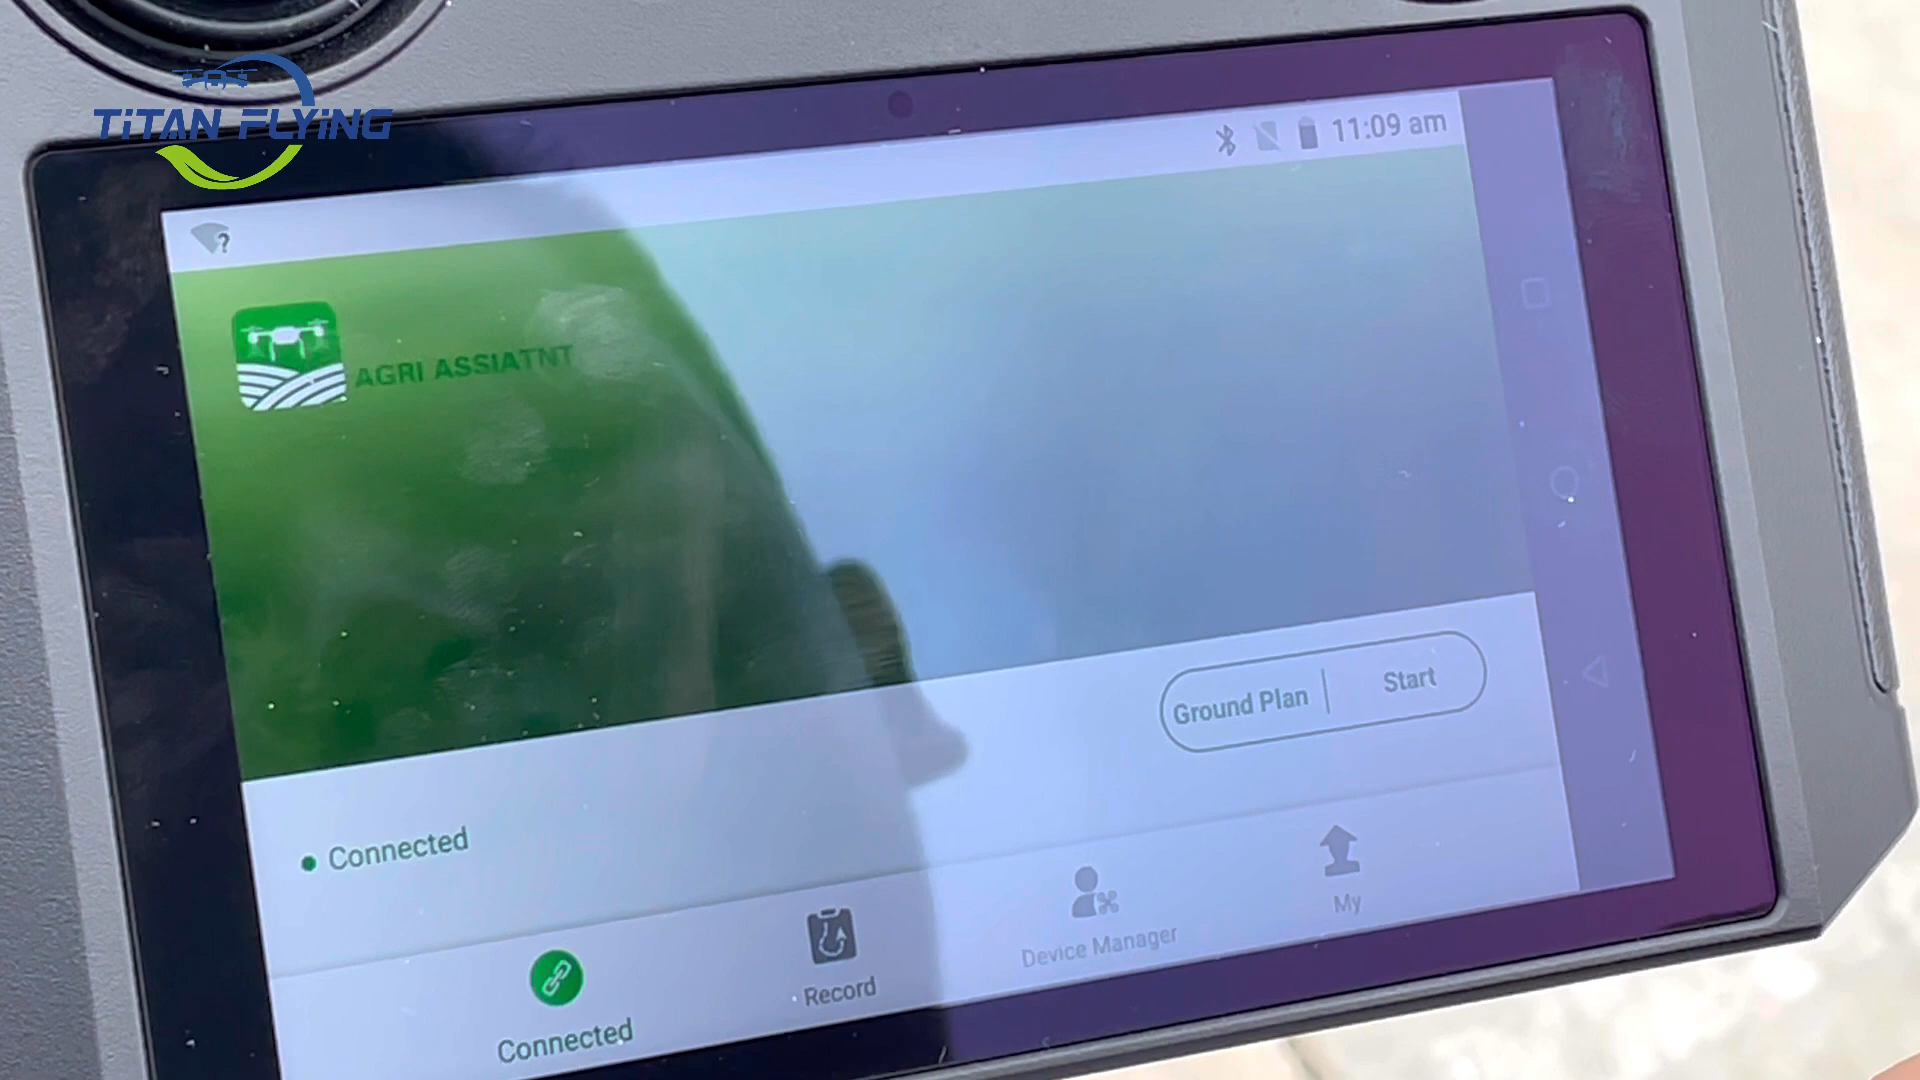 TiTAN FLYiNG
11:09 am
?
AGRI ASSIATNT
Ground Plan | Start
Connected
Connected
Record
Device Manager
My